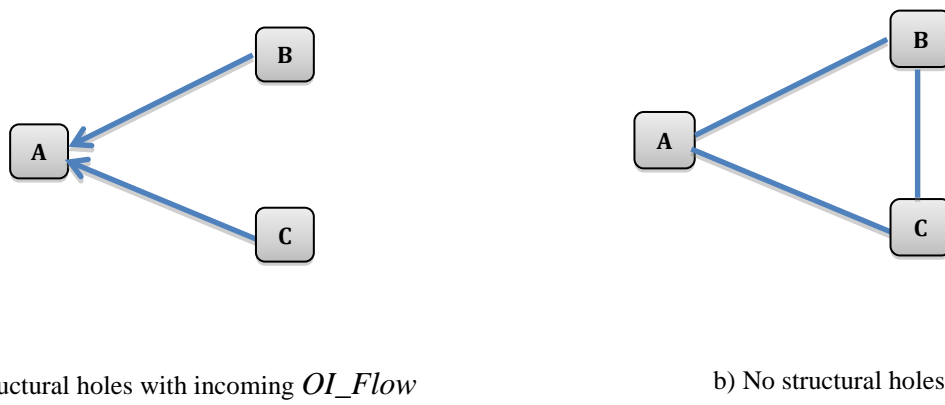 B
A
C
B
A
C
uctural holes with incoming OI_Flow
b) No structural holes